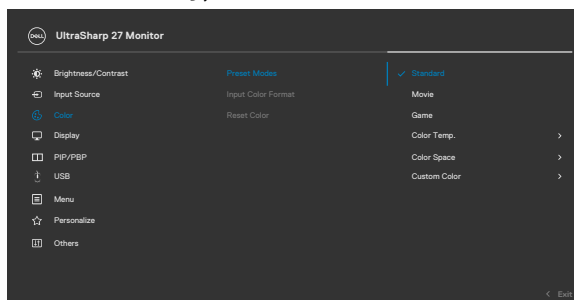 DELL UltraSharp 27 Monitor
Brightness/Contrast Preset Modes Standard
Input Source Input Color Format Movie
Color Reset Color Game
Display Color Temp.
PIP/PBP Color Space
USB Custom Color
Menu
Personalize
Others
Exit